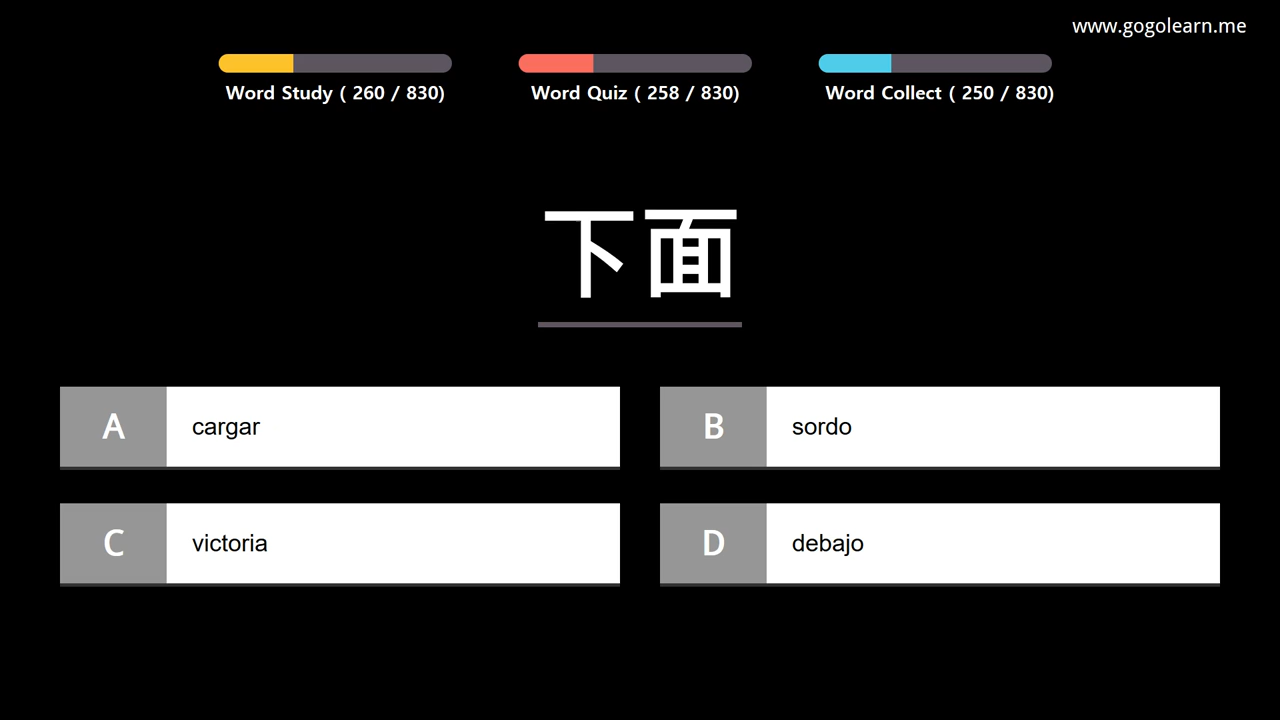 www.gogolearn.me
Word Study ( 260 / 830)
Word Quiz ( 258 / 830)
Word Collect ( 250 / 830)
下面
A cargar
B sordo
C victoria
D debajo